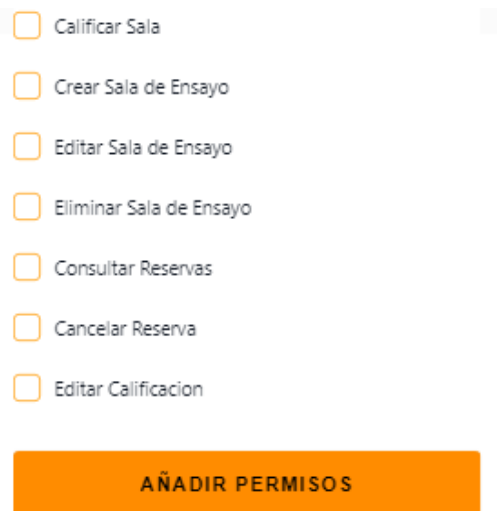 Calificar Sala
Crear Sala de Ensayo
Editar Sala de Ensayo
Eliminar Sala de Ensayo
Consultar Reservas
Cancelar Reserva
Editar Calificacion
AÑADIR PERMISOS